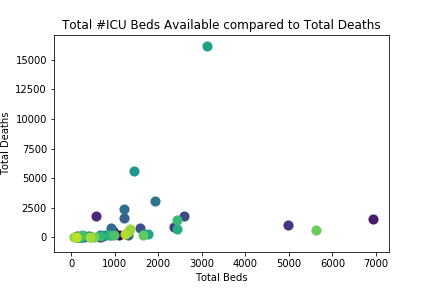 Total #ICU Beds Available compared to Total Deaths
Total Deaths
15000
12500
10000
7500
5000
2500
0
0 1000 2000 3000 4000 5000 6000 7000
Total Beds